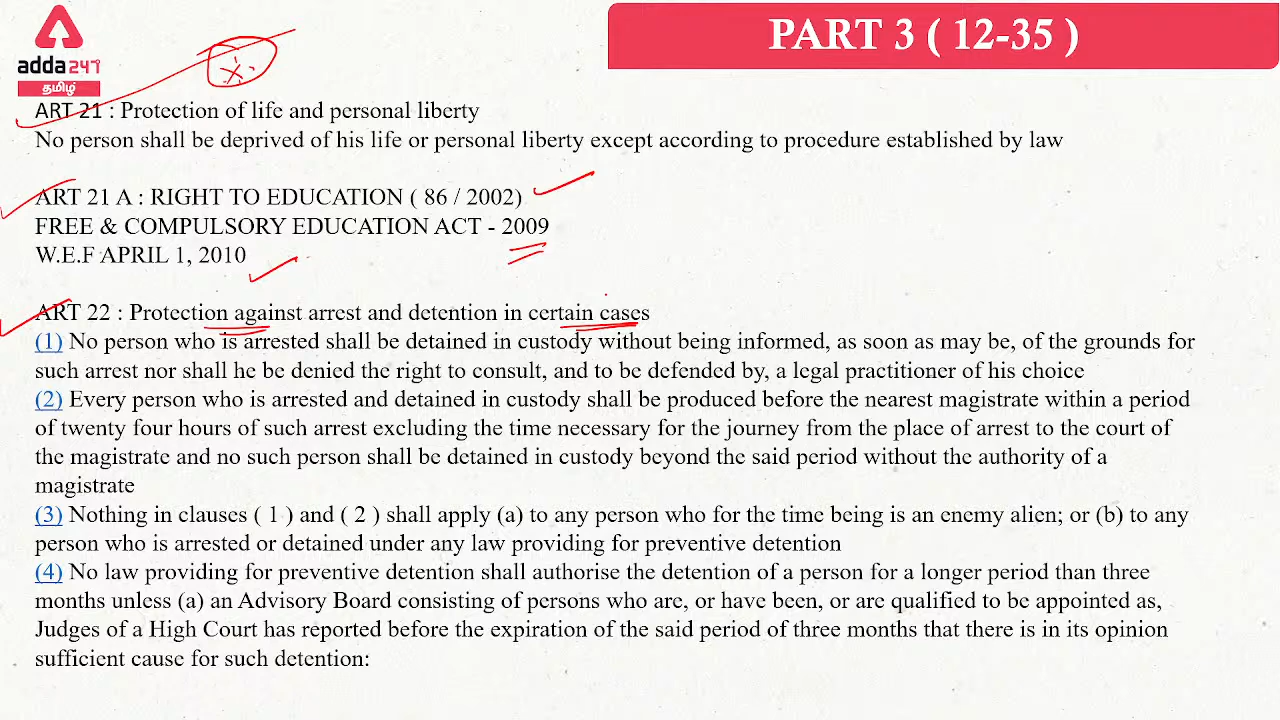 PART 3 ( 12-35 )
adda247
தமிழ்
ART 21 : Protection of life and personal liberty
No person shall be deprived of his life or personal liberty except according to procedure established by law
ART 21 A : RIGHT TO EDUCATION ( 86 / 2002)
FREE & COMPULSORY EDUCATION ACT - 2009
W.E.F APRIL 1, 2010
ART 22 : Protection against arrest and detention in certain cases
(1) No person who is arrested shall be detained in custody without being informed, as soon as may be, of the grounds for
such arrest nor shall he be denied the right to consult, and to be defended by, a legal practitioner of his choice
(2) Every person who is arrested and detained in custody shall be produced before the nearest magistrate within a period
of twenty four hours of such arrest excluding the time necessary for the journey from the place of arrest to the court of
the magistrate and no such person shall be detained in custody beyond the said period without the authority of a
magistrate
(3) Nothing in clauses ( 1 ) and ( 2 ) shall apply (a) to any person who for the time being is an enemy alien; or (b) to any
person who is arrested or detained under any law providing for preventive detention
(4) No law providing for preventive detention shall authorise the detention of a person for a longer period than three
months unless (a) an Advisory Board consisting of persons who are, or have been, or are qualified to be appointed as,
Judges of a High Court has reported before the expiration of the said period of three months that there is in its opinion
sufficient cause for such detention: